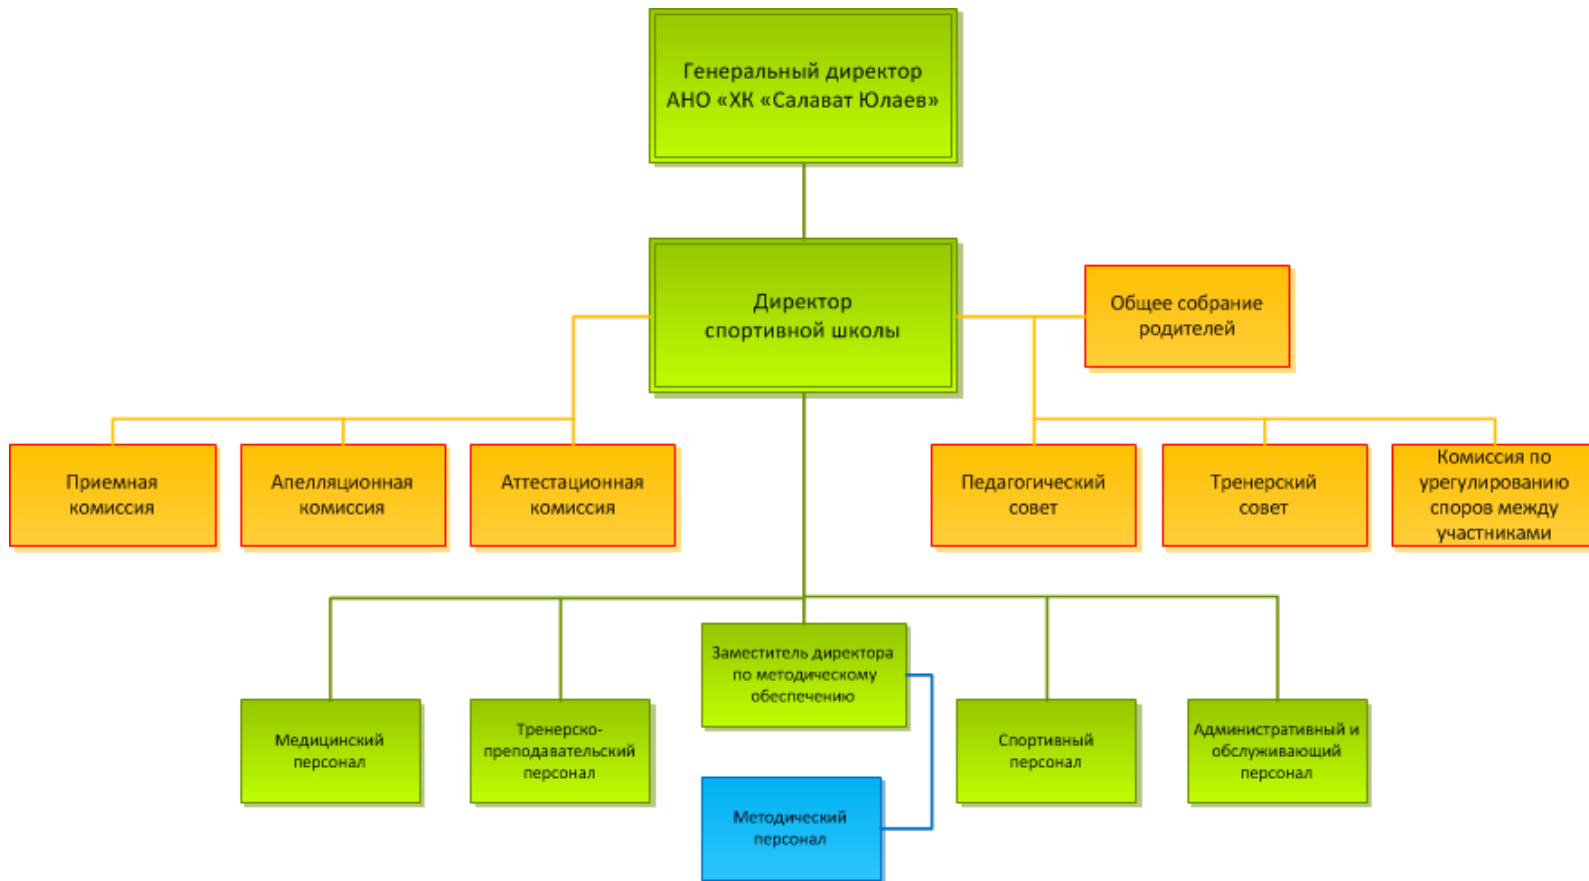 Генеральный директор
АНО «ХК «Салават Юлаев»
Директор
спортивной школы
Общее собрание
родителей
Приемная
комиссия
Апелляционная
комиссия
Аттестационная
комиссия
Педагогический
совет
Тренерский
совет
Комиссия по
урегулированию
споров между
участниками
Заместитель директора
по методическому
обеспечению
Медицинский
персонал
Тренерско-
преподавательский
персонал
Спортивный
персонал
Административный и
обслуживающий
персонал
Методический
персонал